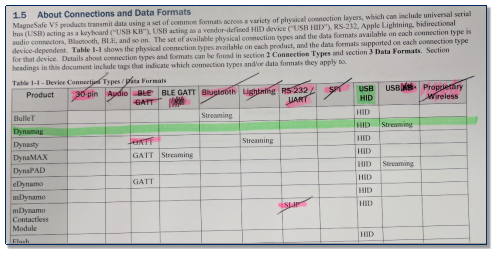 1.5 About Connections and Data Formats
MagneSafe V5 products transmit data using a set of common formats across a variety of physical connection layers, which can include universal serial
bus (USB) acting as a keyboard ("USB KB"), USB acting as a vendor-defined HID device ("USB HID"), RS-232, Apple Lightning, bidirectional
audio connectors, Bluetooth, BLE, and so on. The set of available physical connection types and the data formats available on each connection type is
device-dependent. Table 1-1 shows the physical connection types available on each product, and the data formats supported on each connection type
for that device. Details about connection types and formats can be found in section 2 Connection Types and section 3 Data Formats. Section
headings in this document include tags that indicate which connection types and/or data formats they apply to.
Table 1-1 - Device Connection Types / Data Formats
Product 30-pin Audio BLE GATT BLE GATT Bluetooth Lightning RS-232 / UART SPI USB HID USB Proprietary Wireless
BulleT Streaming HID
Dynamag HID Streaming
Dynasty GATT Streaming HID
DynaMAX GATT Streaming HID
DynaPAD HID Streaming
eDynamo GATT HID
mDynamo HID
mDynamo Contactless Module SLIP HID
Flash HID